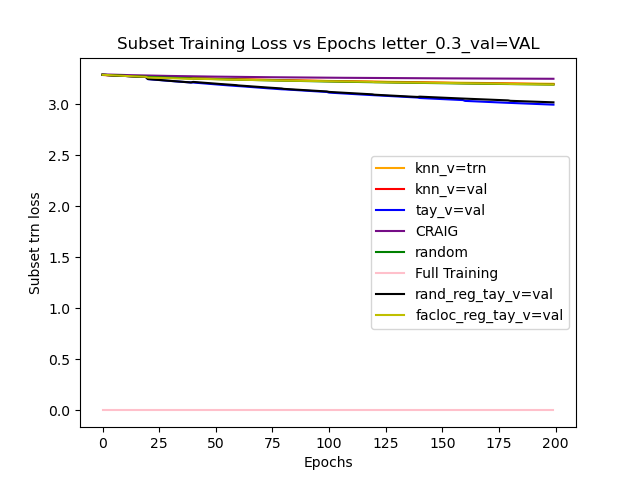 Subset Training Loss vs Epochs letter_0.3_val=VAL
Subset trn loss
3.0
2.5
2.0
1.5
1.0
0.5
0.0
knn_v=trn
knn_v=val
tay_v=val
CRAIG
random
Full Training
rand_reg_tay_v=val
facloc_reg_tay_v=val
0 25 50 75 100 125 150 175 200
Epochs